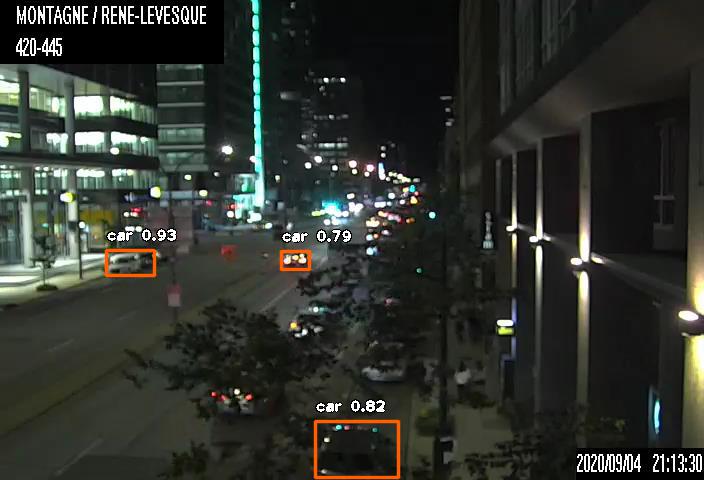 MONTAGNE / RENE-LEVESQUE
420-445
car 0.93
car 0.79
car 0.82
2020/09/04 21:13:30